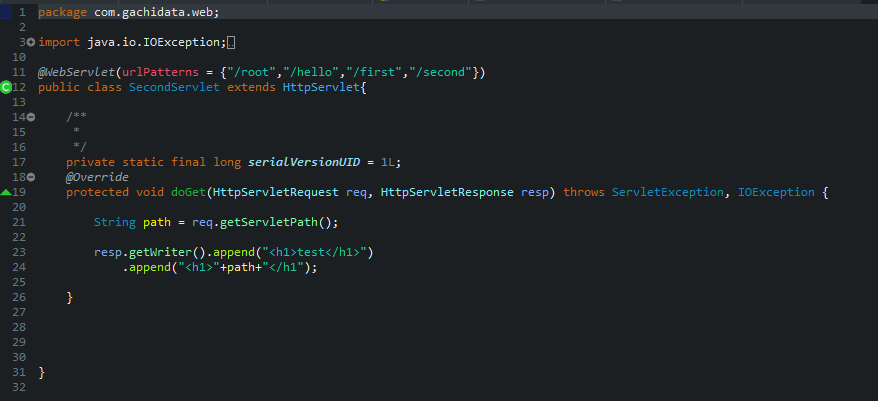 1 package com.gachidata.web;
2
3 import java.io.IOException;
10
11 @WebServlet(urlPatterns = {"/root","/hello","/first","/second"})
12 public class SecondServlet extends HttpServlet{
13
14 /**
15 *
16 */
17 private static final long serialVersionUID = 1L;
18 @Override
19 protected void doGet(HttpServletRequest req, HttpServletResponse resp) throws ServletException, IOException {
20
21 String path = req.getServletPath();
22
23 resp.getWriter().append("<h1>test</h1>")
24 .append("<h1>"+path+"</h1");
25
26 }
27
28
29
30
31 }
32